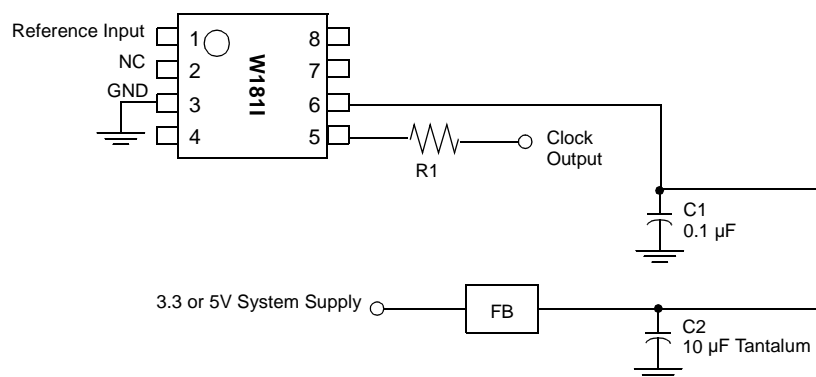 Reference Input
NC
GND
1
2
3
4
W181I
8
7
6
5
R1
Clock
Output
C1
0.1 µF
3.3 or 5V System Supply
FB
C2
10 µF Tantalum